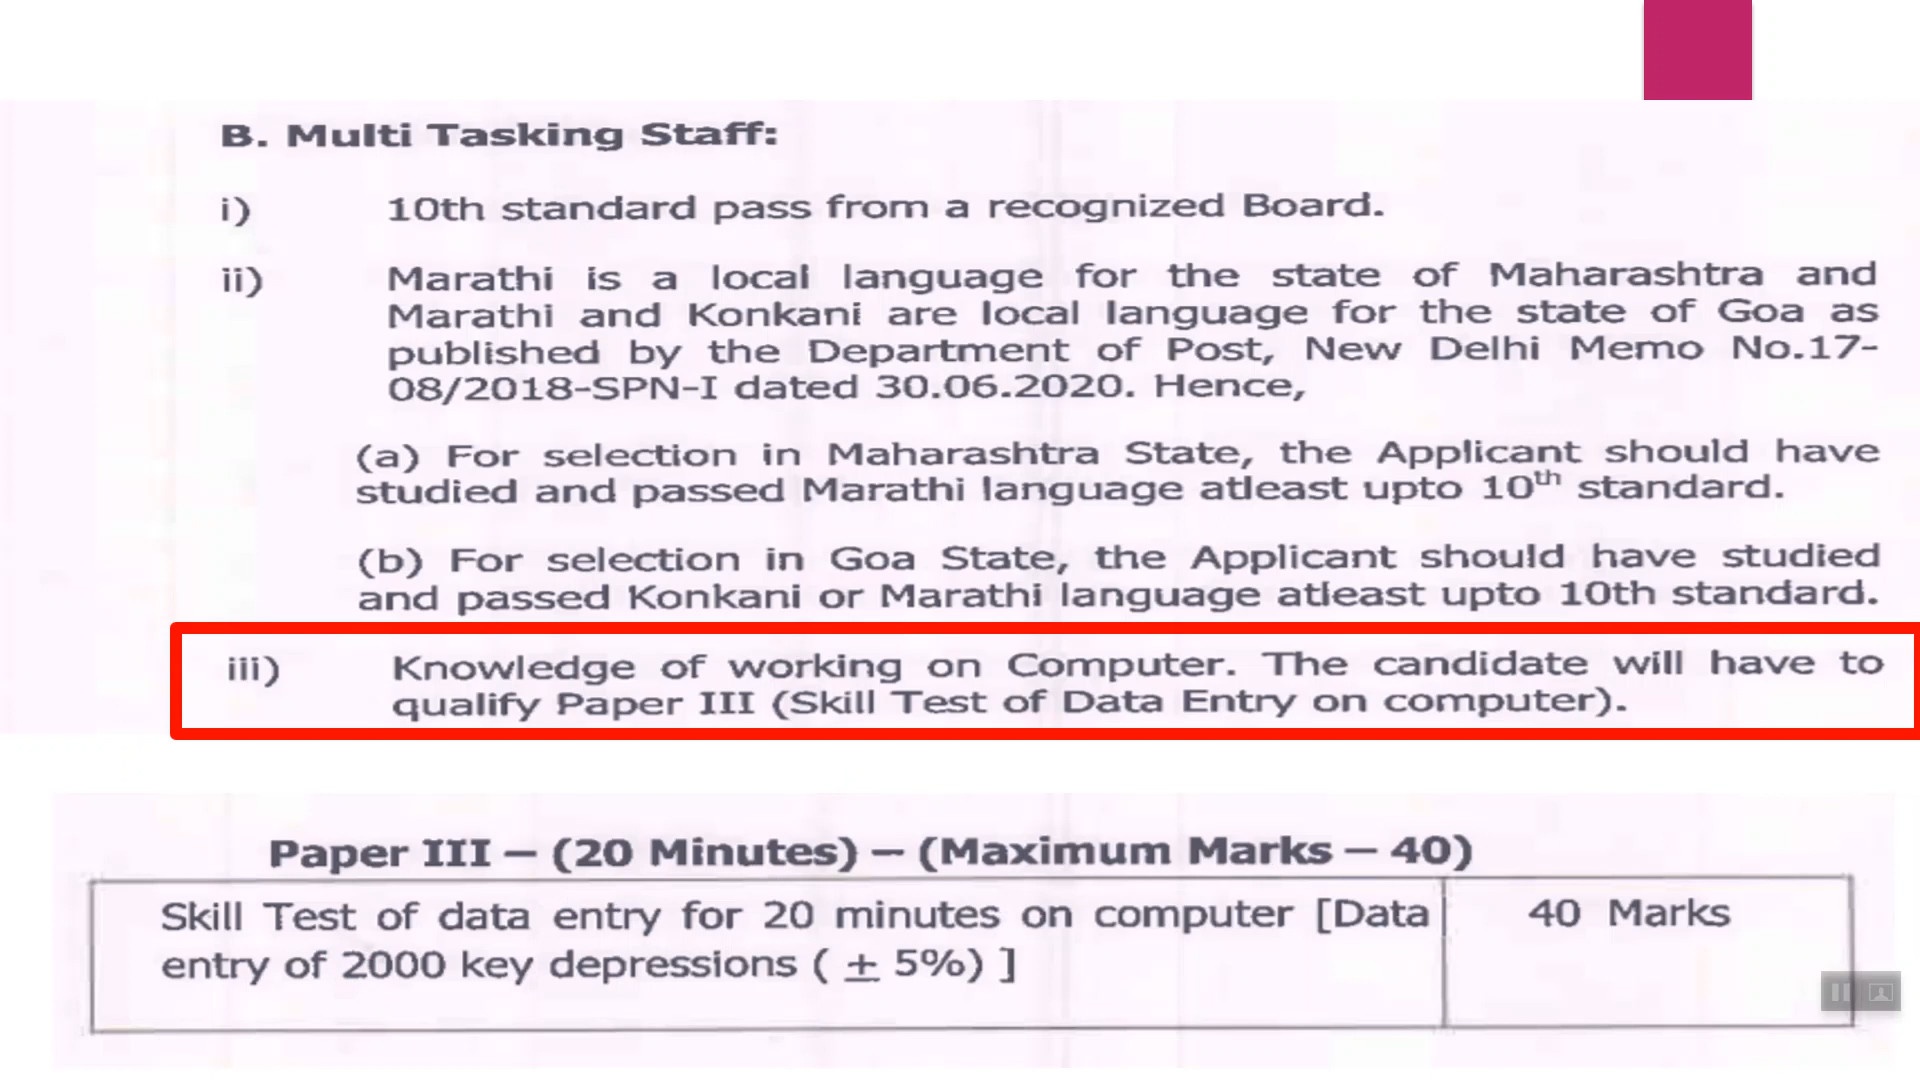 B. Multi Tasking Staff:
i) 10th standard pass from a recognized Board.
ii) Marathi is a local language for the state of Maharashtra and
Marathi and Konkani are local language for the state of Goa as
published by the Department of Post, New Delhi Memo No.17-
08/2018-SPN-I dated 30.06.2020. Hence,
(a) For selection in Maharashtra State, the Applicant should have
studied and passed Marathi language atleast upto 10th standard.
(b) For selection in Goa State, the Applicant should have studied
and passed Konkani or Marathi language atleast upto 10th standard.
iii) Knowledge of working on Computer. The candidate will have to
qualify Paper III (Skill Test of Data Entry on computer).
Paper III – (20 Minutes) – (Maximum Marks – 40)
Skill Test of data entry for 20 minutes on computer [Data 40 Marks
entry of 2000 key depressions ( ± 5%) ]